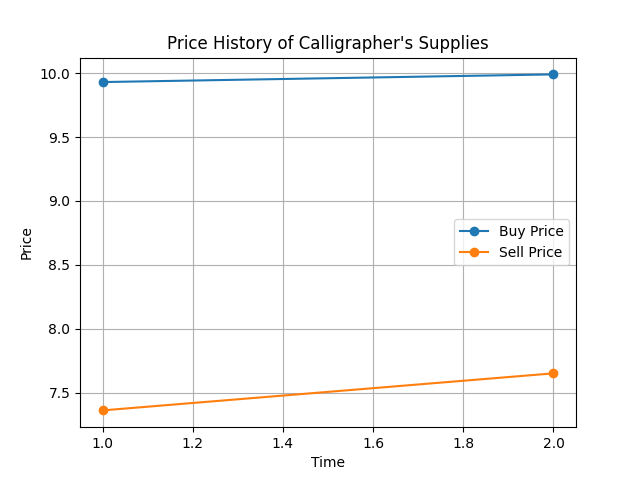 Price History of Calligrapher's Supplies
Price
10.0
9.5
9.0
8.5
8.0
7.5
Buy Price
Sell Price
1.0 1.2 1.4 1.6 1.8 2.0
Time